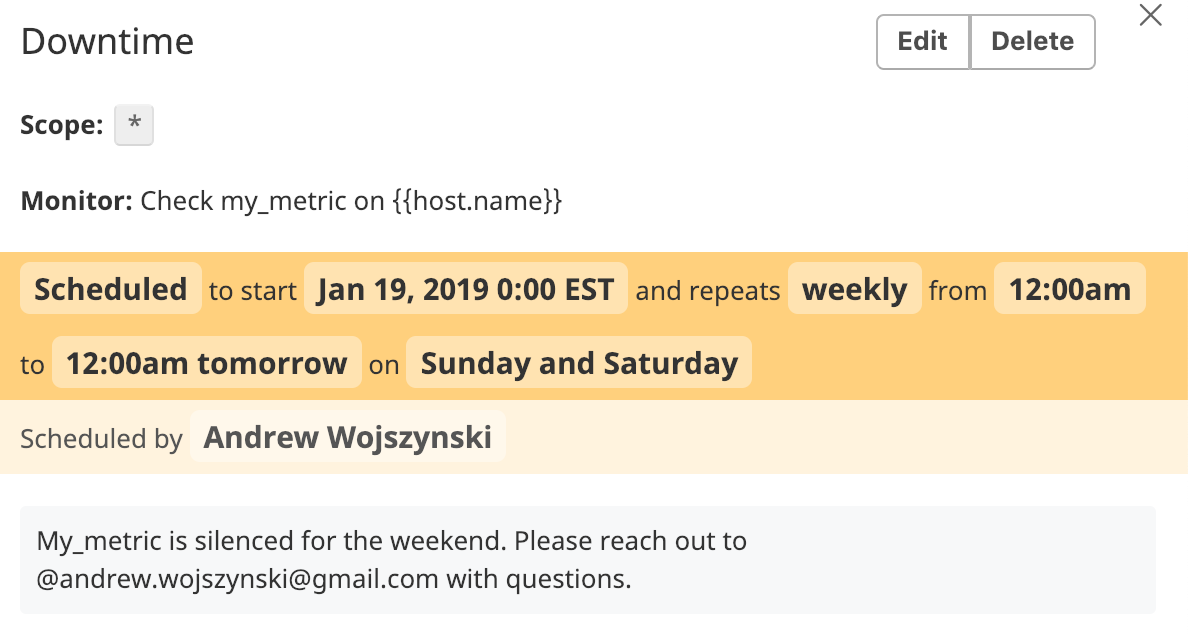 Downtime
Edit
Delete
Scope: *
Monitor: Check my_metric on {{host.name}}
Scheduled to start Jan 19, 2019 0:00 EST and repeats weekly from 12:00am
to 12:00am tomorrow on Sunday and Saturday
Scheduled by Andrew Wojszynski
My_metric is silenced for the weekend. Please reach out to
@andrew.wojszynski@gmail.com with questions.